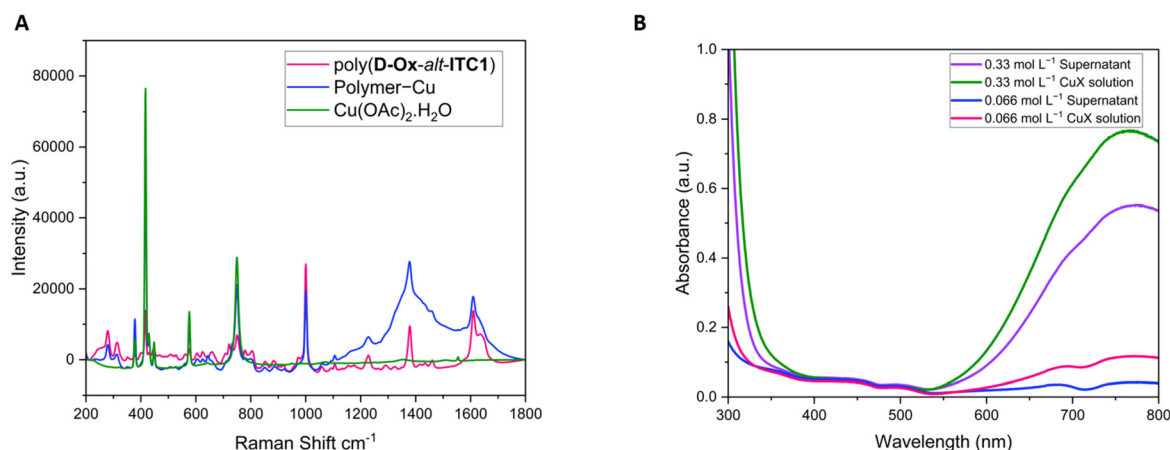 A
poly(D-Ox-alt-ITC1)
Polymer−Cu
Cu(OAc)₂.H₂O
80000
60000
40000
20000
0
Intensity (a.u.)
200 400 600 800 1000 1200 1400 1600 1800
Raman Shift cm⁻¹
B
0.33 mol L⁻¹ Supernatant
0.33 mol L⁻¹ CuX solution
0.066 mol L⁻¹ Supernatant
0.066 mol L⁻¹ CuX solution
1.0
0.8
0.6
0.4
0.2
0.0
Absorbance (a.u.)
300 400 500 600 700 800
Wavelength (nm)